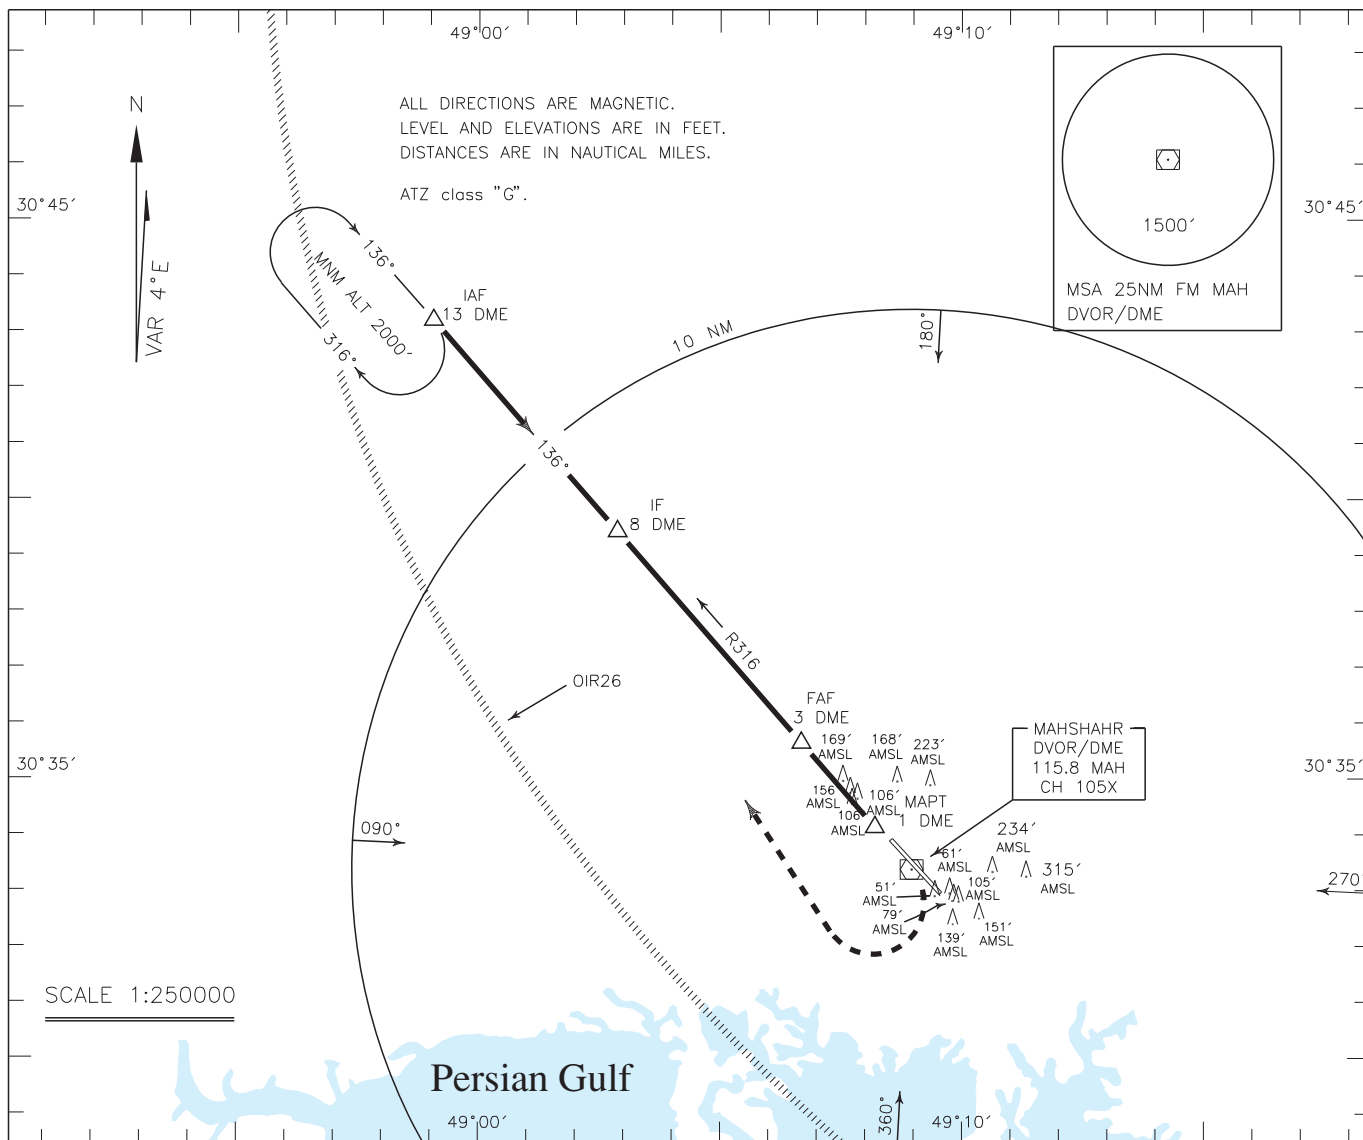 49°00′
49°10′
N
VAR 4°E
ALL DIRECTIONS ARE MAGNETIC.
LEVEL AND ELEVATIONS ARE IN FEET.
DISTANCES ARE IN NAUTICAL MILES.
ATZ class "G".
1500′
MSA 25NM FM MAH
DVOR/DME
30°45′
30°45′
136°
MNM ALT 2000′
316°
IAF
13 DME
10 NM
180°
136°
IF
8 DME
R316
OIR26
FAF
3 DME
169′
AMSL
168′
AMSL
223′
AMSL
MAHSHAHR
DVOR/DME
115.8 MAH
CH 105X
30°35′
30°35′
156
AMSL
106′
AMSL
106
AMSL
MAPT
1 DME
090°
61′
AMSL
234′
AMSL
315′
AMSL
270°
51′
AMSL
105′
AMSL
79′
AMSL
139′
AMSL
151′
AMSL
SCALE 1:250000
Persian Gulf
360°
49°00′
49°10′